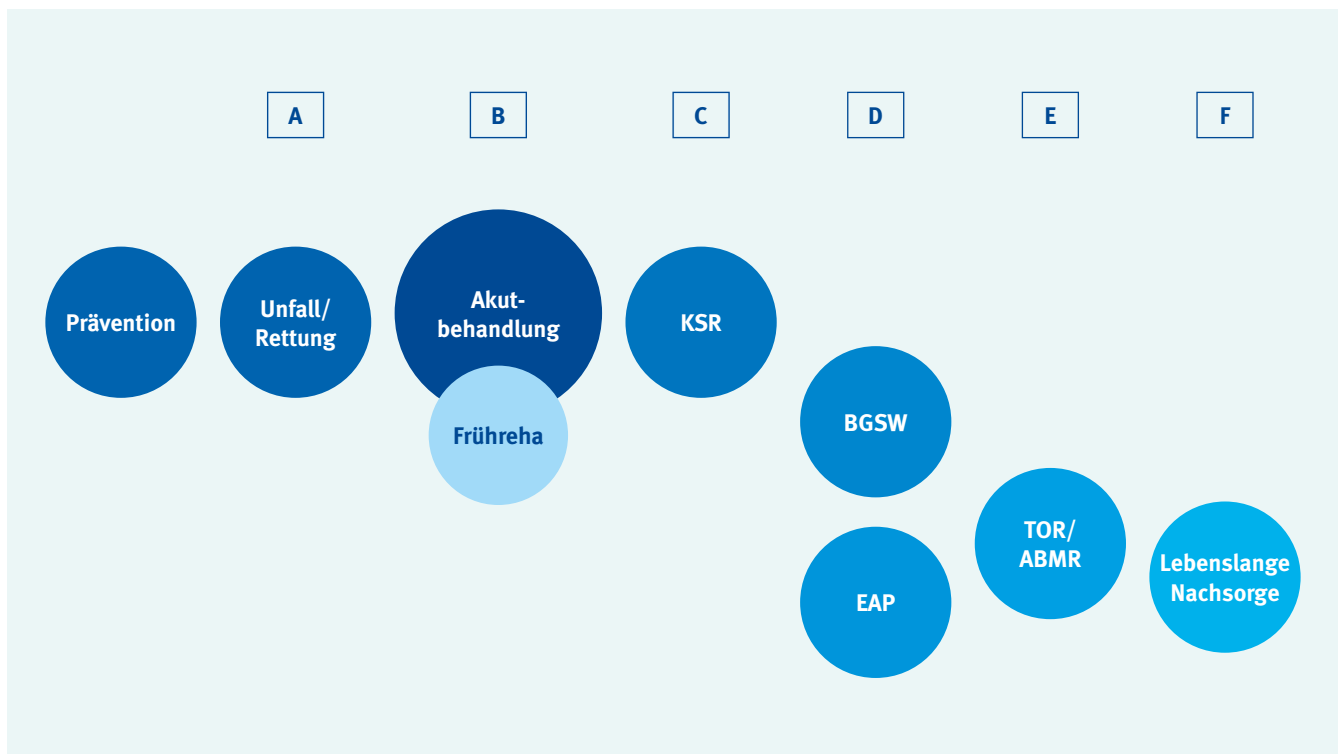 A
B
C
D
E
F
Prävention
Unfall/
Rettung
Akut-
behandlung
Frühreha
KSR
BGSW
EAP
TOR/
ABMR
Lebenslange
Nachsorge